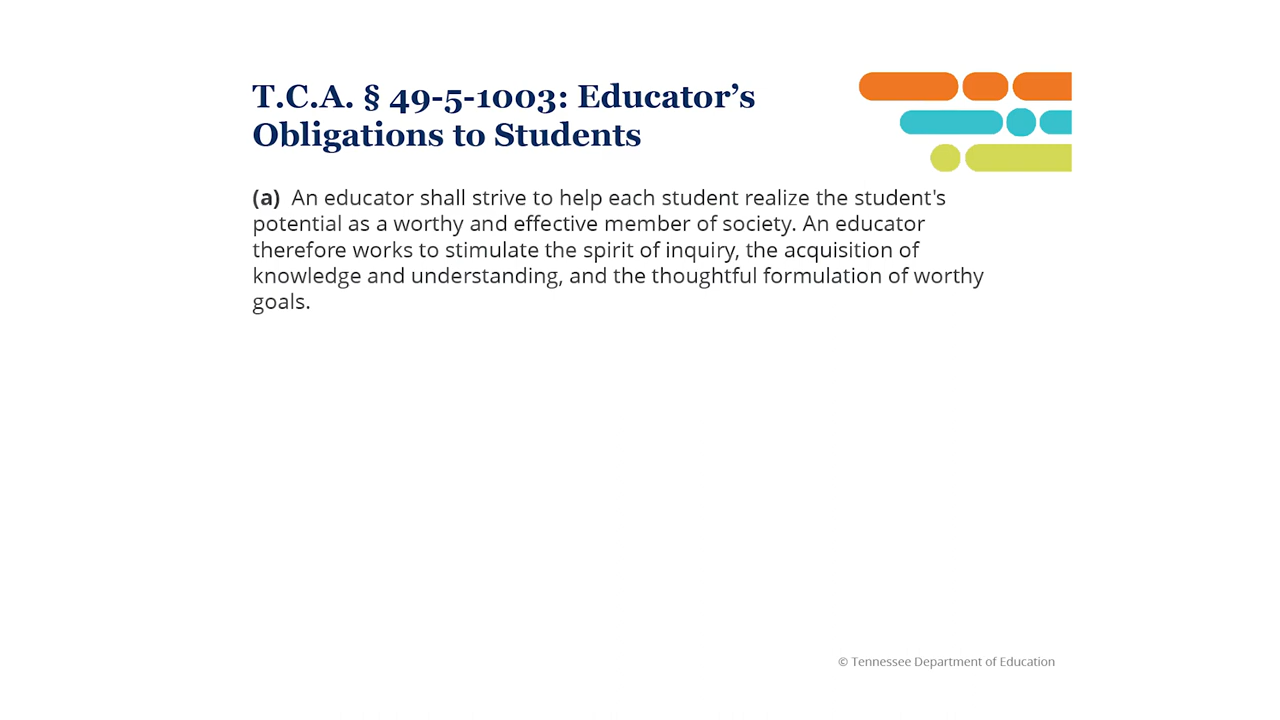 T.C.A. § 49-5-1003: Educator’s
Obligations to Students
(a) An educator shall strive to help each student realize the student's
potential as a worthy and effective member of society. An educator
therefore works to stimulate the spirit of inquiry, the acquisition of
knowledge and understanding, and the thoughtful formulation of worthy
goals.
© Tennessee Department of Education